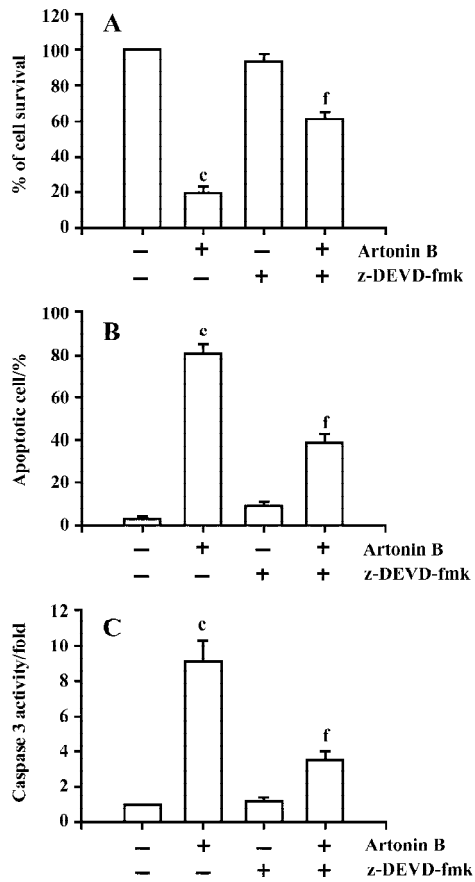 A
% of cell survival
120
100
80
60
40
20
0
c
f
– + – + Artonin B
– – + + z-DEVD-fmk
B
Apoptotic cell/%
100
80
60
40
20
0
c
f
– + – + Artonin B
– – + + z-DEVD-fmk
C
Caspase 3 activity/fold
12
10
8
6
4
2
0
c
f
– + – + Artonin B
– – + + z-DEVD-fmk